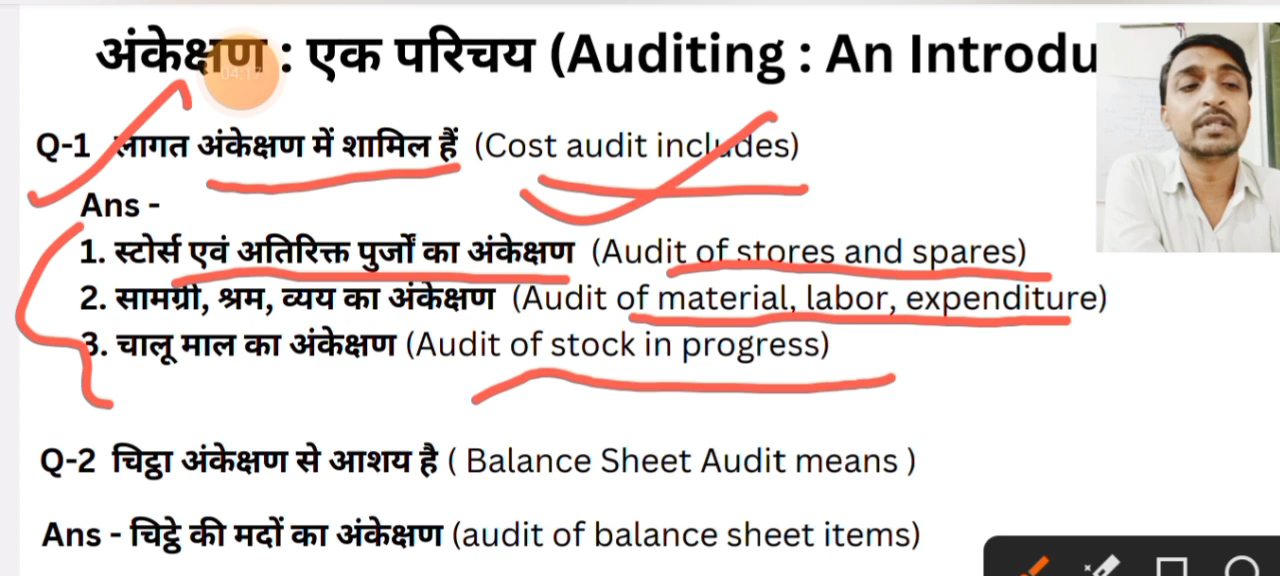 अंकेक्षण : एक परिचय (Auditing : An Introdu
04:17
Q-1 लागत अंकेक्षण में शामिल हैं (Cost audit includes)
Ans -
1. स्टोर्स एवं अतिरिक्त पुर्जों का अंकेक्षण (Audit of stores and spares)
2. सामग्री, श्रम, व्यय का अंकेक्षण (Audit of material, labor, expenditure)
3. चालू माल का अंकेक्षण (Audit of stock in progress)
Q-2 चिट्ठा अंकेक्षण से आशय है ( Balance Sheet Audit means )
Ans - चिट्ठे की मदों का अंकेक्षण (audit of balance sheet items)